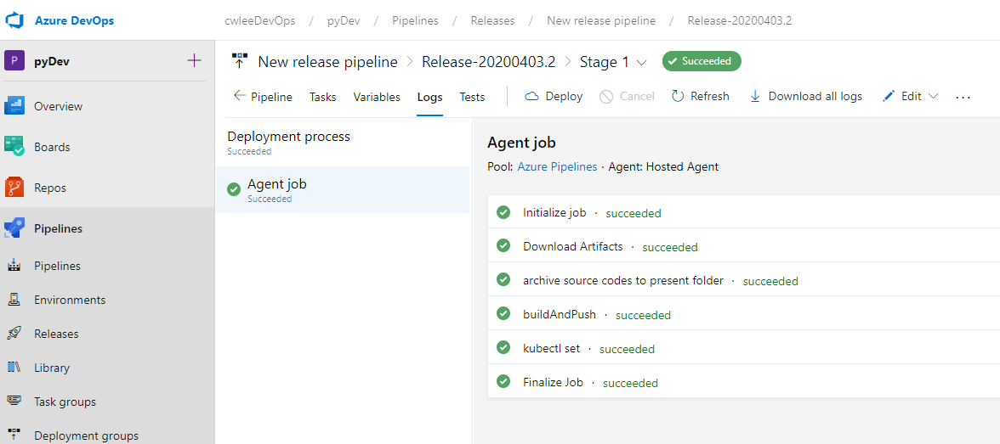 Azure DevOps
cwleeDevOps / pyDev / Pipelines / Releases / New release pipeline / Release-20200403.2
P pyDev +
Overview
Boards
Repos
Pipelines
Pipelines
Environments
Releases
Library
Task groups
Deployment groups
New release pipeline > Release-20200403.2 > Stage 1 Succeeded
← Pipeline Tasks Variables Logs Tests Deploy Cancel Refresh Download all logs Edit ...
Deployment process
Succeeded
Agent job
Succeeded
Agent job
Pool: Azure Pipelines · Agent: Hosted Agent
Initialize job · succeeded
Download Artifacts · succeeded
archive source codes to present folder · succeeded
buildAndPush · succeeded
kubectl set · succeeded
Finalize Job · succeeded